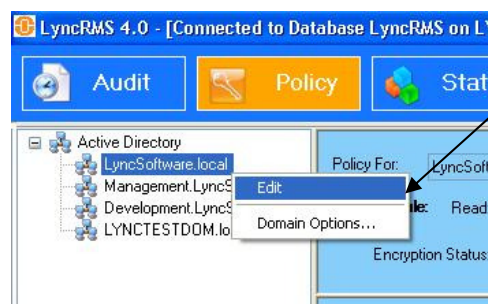 LyncRMS 4.0 - [Connected to Database LyncRMS on L
Audit
Policy
Stat
Active Directory
LyncSoftware.local
Management.LyncS
Development.LyncS
LYNCTESTDOM.lo
Edit
Domain Options...
Policy For:
LyncSoft
le:
Read
Encryption Status: